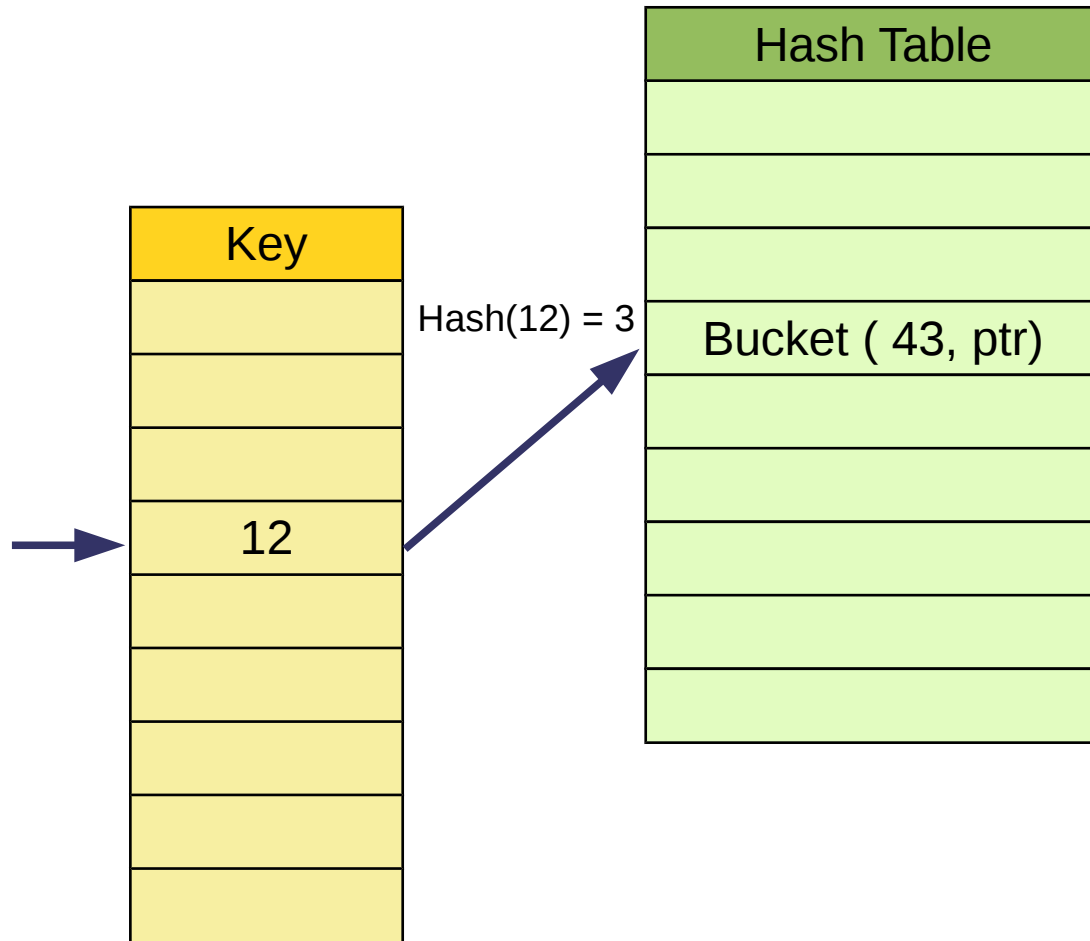 Hash Table
Key
Hash(12) = 3
Bucket ( 43, ptr)
12